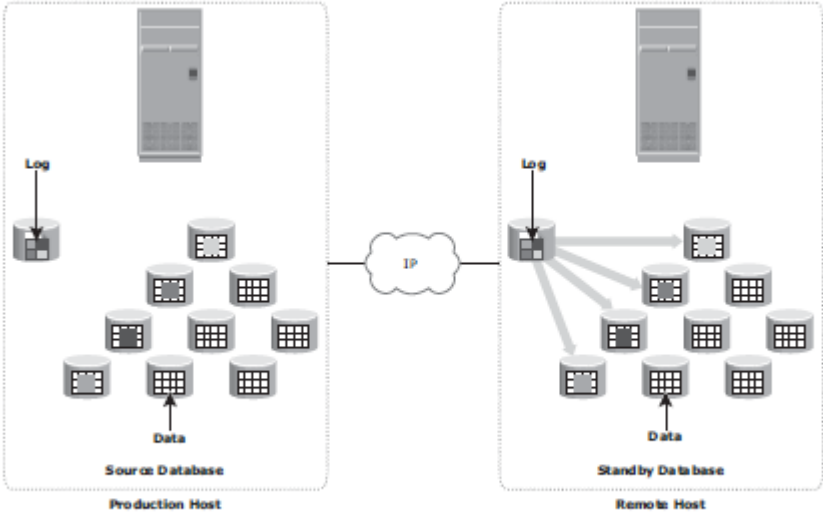 Log
Log
IP
Data
Data
Source Database
Standby Database
Production Host
Remote Host